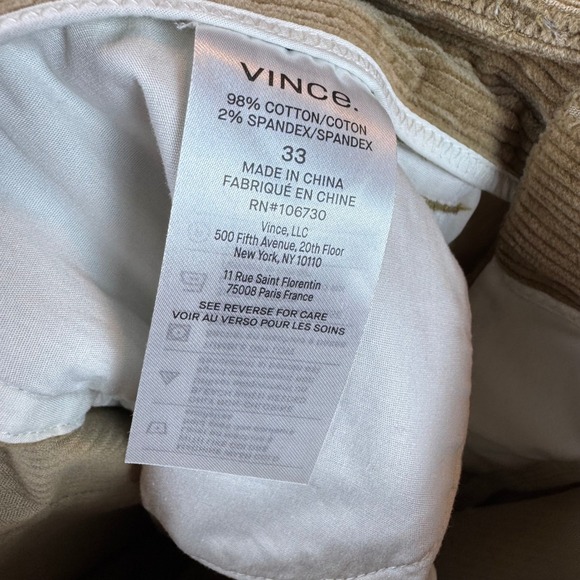 VINCe.
98% COTTON/COTON
2% SPANDEX/SPANDEX
33
MADE IN CHINA
FABRIQUÉ EN CHINE
RN#106730
Vince, LLC
500 Fifth Avenue, 20th Floor
New York, NY 10110
11 Rue Saint Florentin
75008 Paris France
SEE REVERSE FOR CARE
VOIR AU VERSO POUR LES SOINS